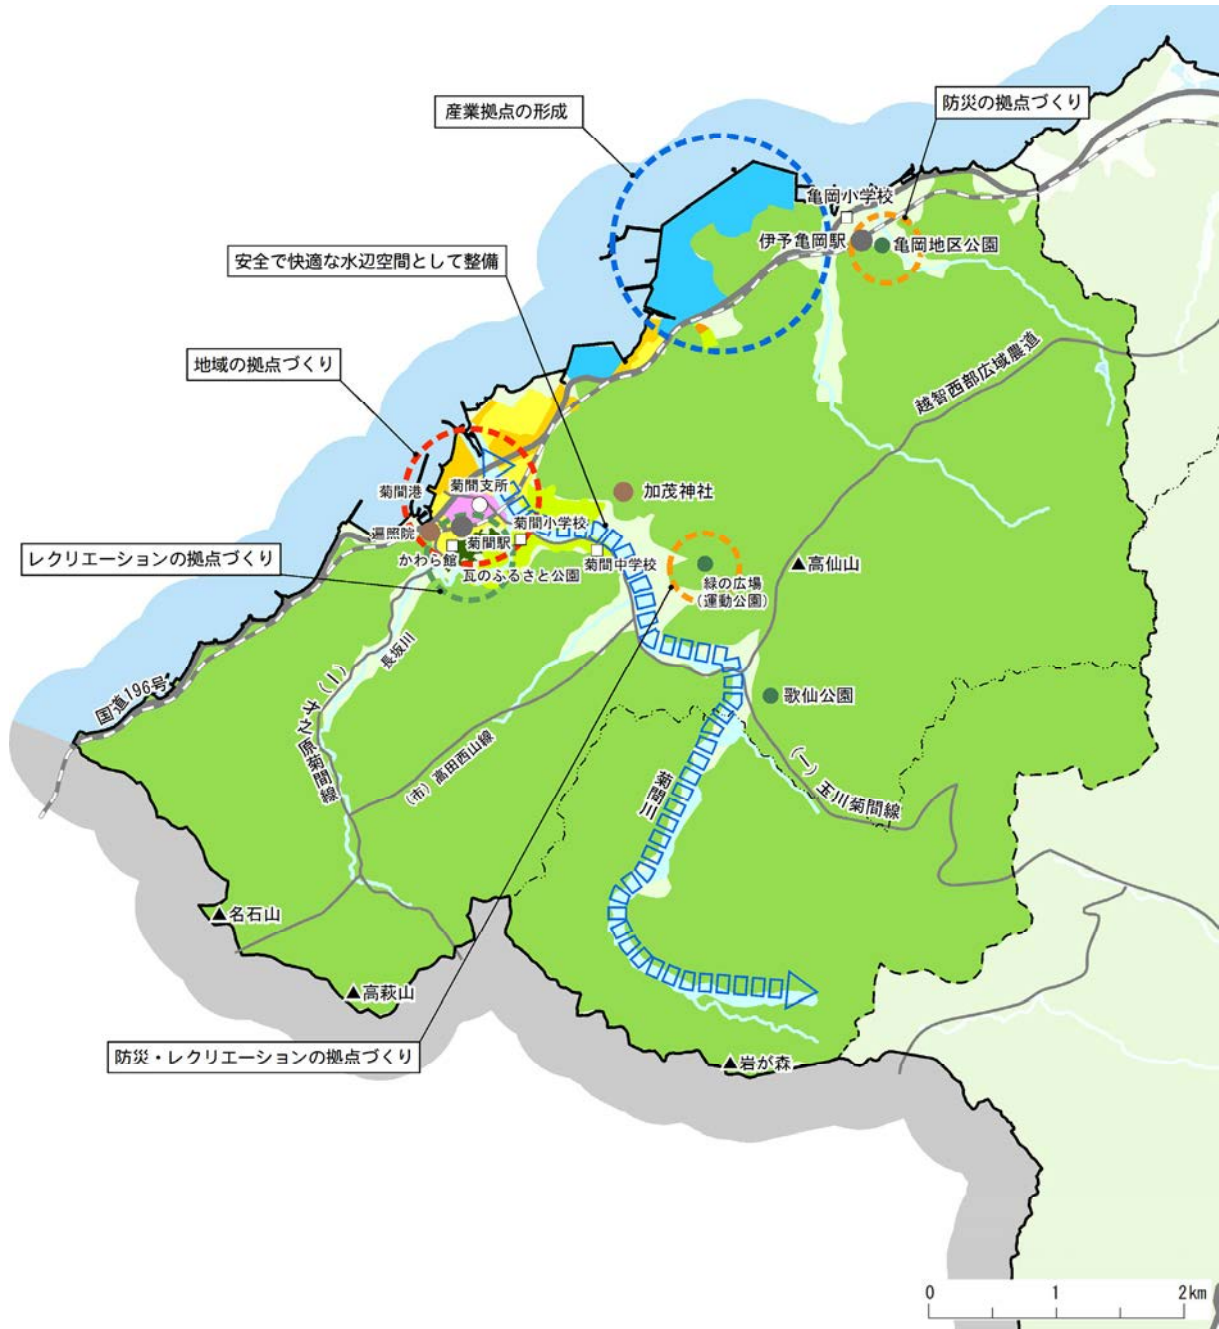 産業拠点の形成
防災の拠点づくり
亀岡小学校
伊予亀岡駅
亀岡地区公園
安全で快適な水辺空間として整備
地域の拠点づくり
越智西部広域農道
菊間港
菊間支所
加茂神社
遍照院
菊間小学校
菊間駅
レクリエーションの拠点づくり
かわら館
瓦のふるさと公園
菊間中学校
高仙山
緑の広場
(運動公園)
長坂川
国道196号
歌仙公園
(市)高田西山線
菊間川
(一)玉川菊間線
▲名石山
▲高萩山
防災・レクリエーションの拠点づくり
▲岩が森
0 1 2km